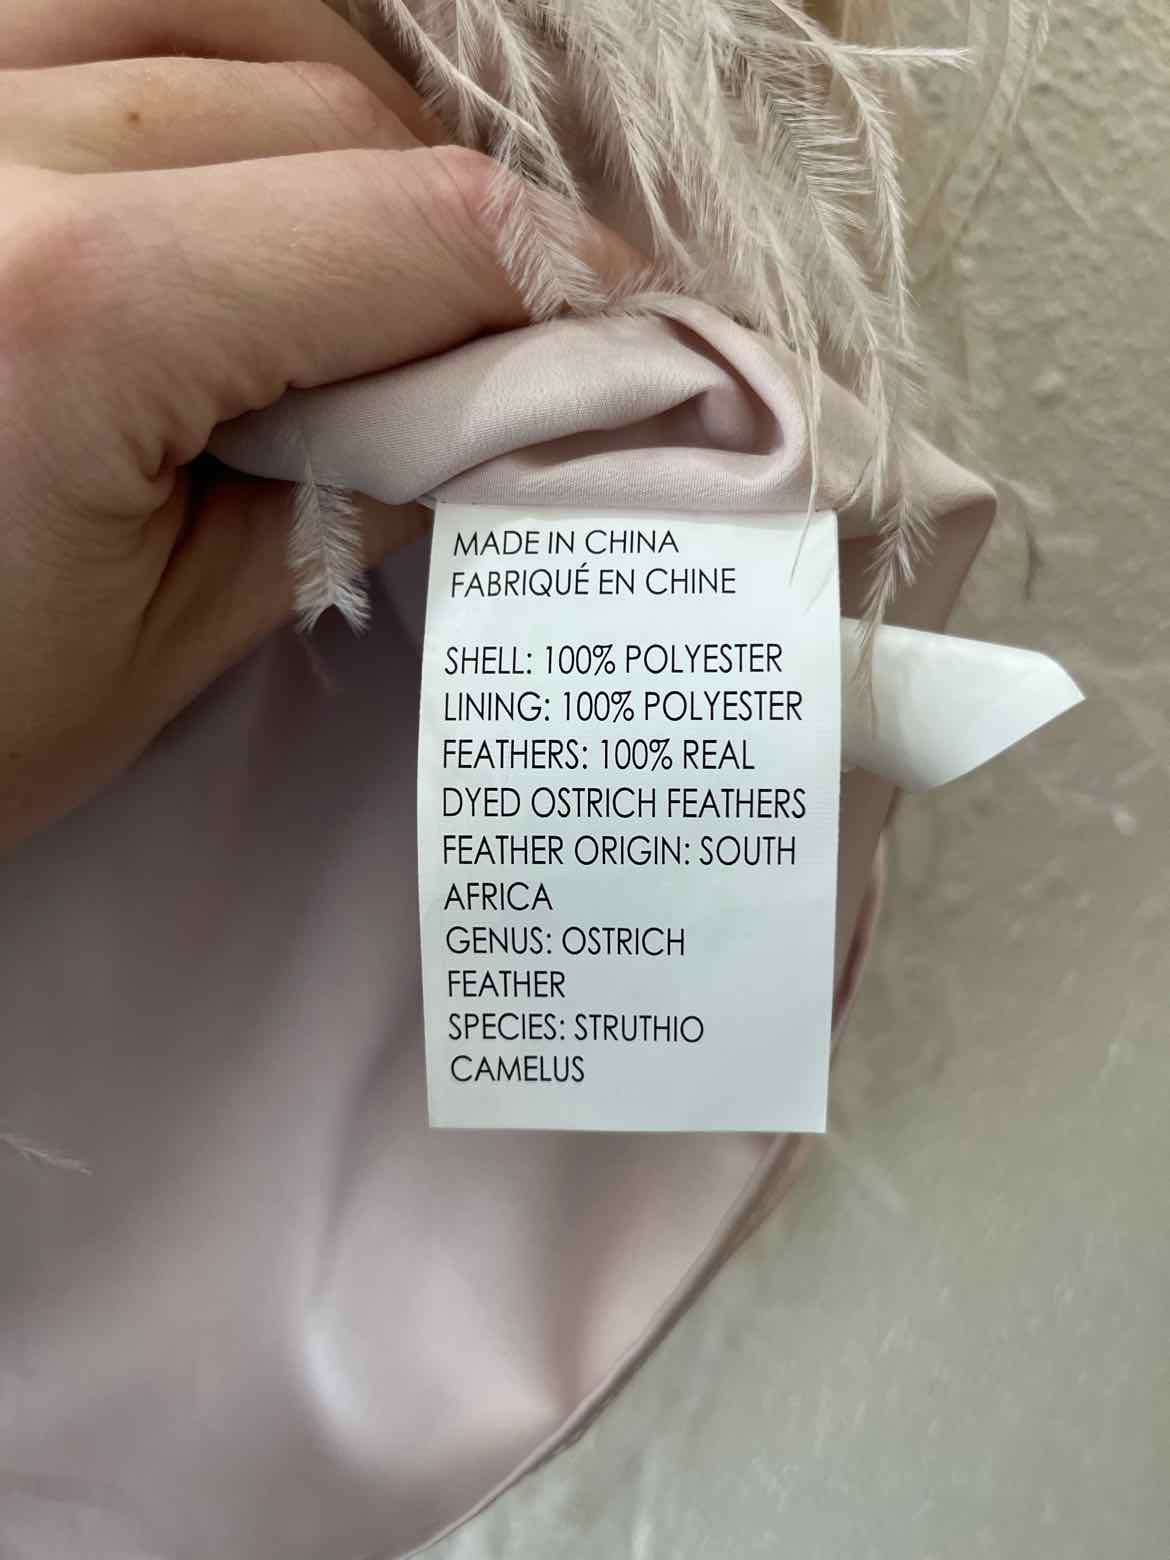 MADE IN CHINA
FABRIQUÉ EN CHINE
SHELL: 100% POLYESTER
LINING: 100% POLYESTER
FEATHERS: 100% REAL
DYED OSTRICH FEATHERS
FEATHER ORIGIN: SOUTH
AFRICA
GENUS: OSTRICH
FEATHER
SPECIES: STRUTHIO
CAMELUS